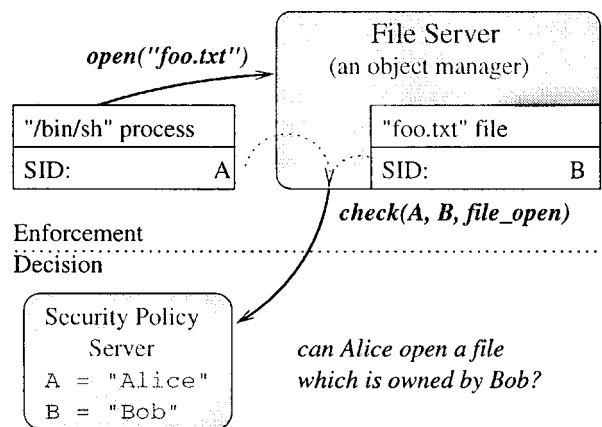 File Server
(an object manager)
open("foo.txt")
"/bin/sh" process
SID: A
"foo.txt" file
SID: B
check(A, B, file_open)
Enforcement
Decision
Security Policy
Server
A = "Alice"
B = "Bob"
can Alice open a file
which is owned by Bob?